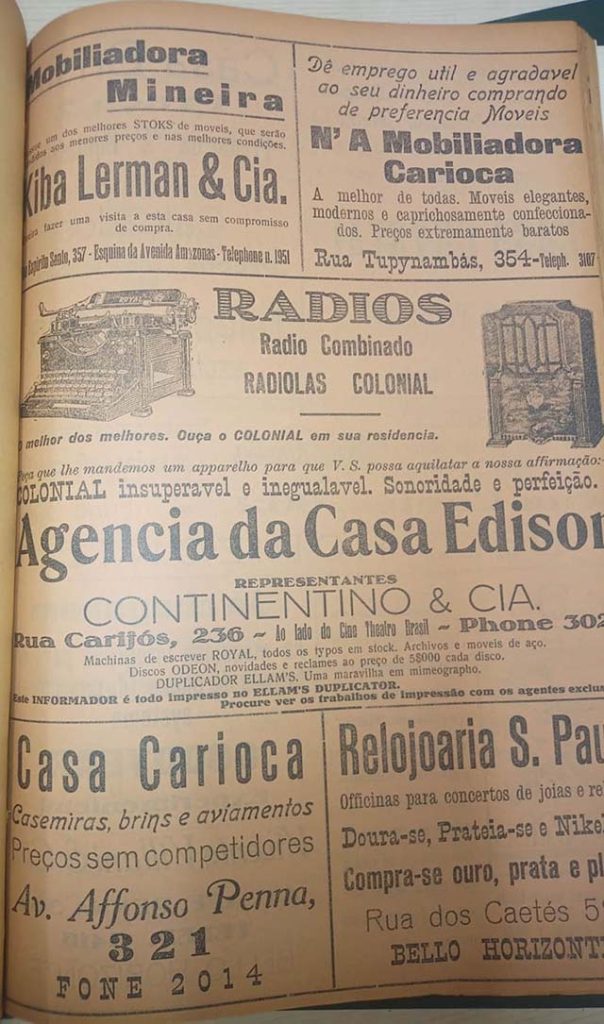 Mobiliadora
Mineira
um dos melhores STOKS de moveis, que serão
aos menores preços e nas melhores condições.
Kiba Lerman & Cia.
fazer uma visita a esta casa sem compromisso
de compra.
Espirito Santo, 357 - Esquina da Avenida Amazonas - Telephone n. 1951
Dê emprego util e agradavel
ao seu dinheiro comprando
de preferencia Moveis
N' A Mobiliadora
Carioca
A melhor de todas. Moveis elegantes,
modernos e caprichosamente confecciona-
dos. Preços extremamente baratos
Rua Tupynambás, 354-Teleph. 3107
RADIOS
Radio Combinado
RADIOLAS COLONIAL
O melhor dos melhores. Ouça o COLONIAL em sua residencia.
Peça que lhe mandemos um apparelho para que V. S. possa aquilatar a nossa affirmação:-
COLONIAL insuperavel e inegualavel. Sonoridade e perfeição.
Agencia da Casa Edison
REPRESENTANTES
CONTINENTINO & CIA.
Rua Carijós, 236 ~ Ao lado do Cine Theatro Brasil ~ Phone 302
Machinas de escrever ROYAL, todos os typos em stock. Archivos e moveis de aço.
Discos ODEON, novidades e reclames ao preço de 5$000 cada disco.
DUPLICADOR ELLAM'S. Uma maravilha em mimeographo.
Este INFORMADOR é todo impresso no ELLAM'S DUPLICATOR.
Procure ver os trabalhos de impressão com os agentes exclus
Casa Carioca
Casemiras, brins e aviamentos
Preços sem competidores
Av. Affonso Penna,
321
FONE 2014
Relojoaria S. Pau
Officinas para concertos de joias e re
Doura-se, Prateia-se e Nikel
Compra-se ouro, prata e pl
Rua dos Caetés 5
BELLO HORIZONT